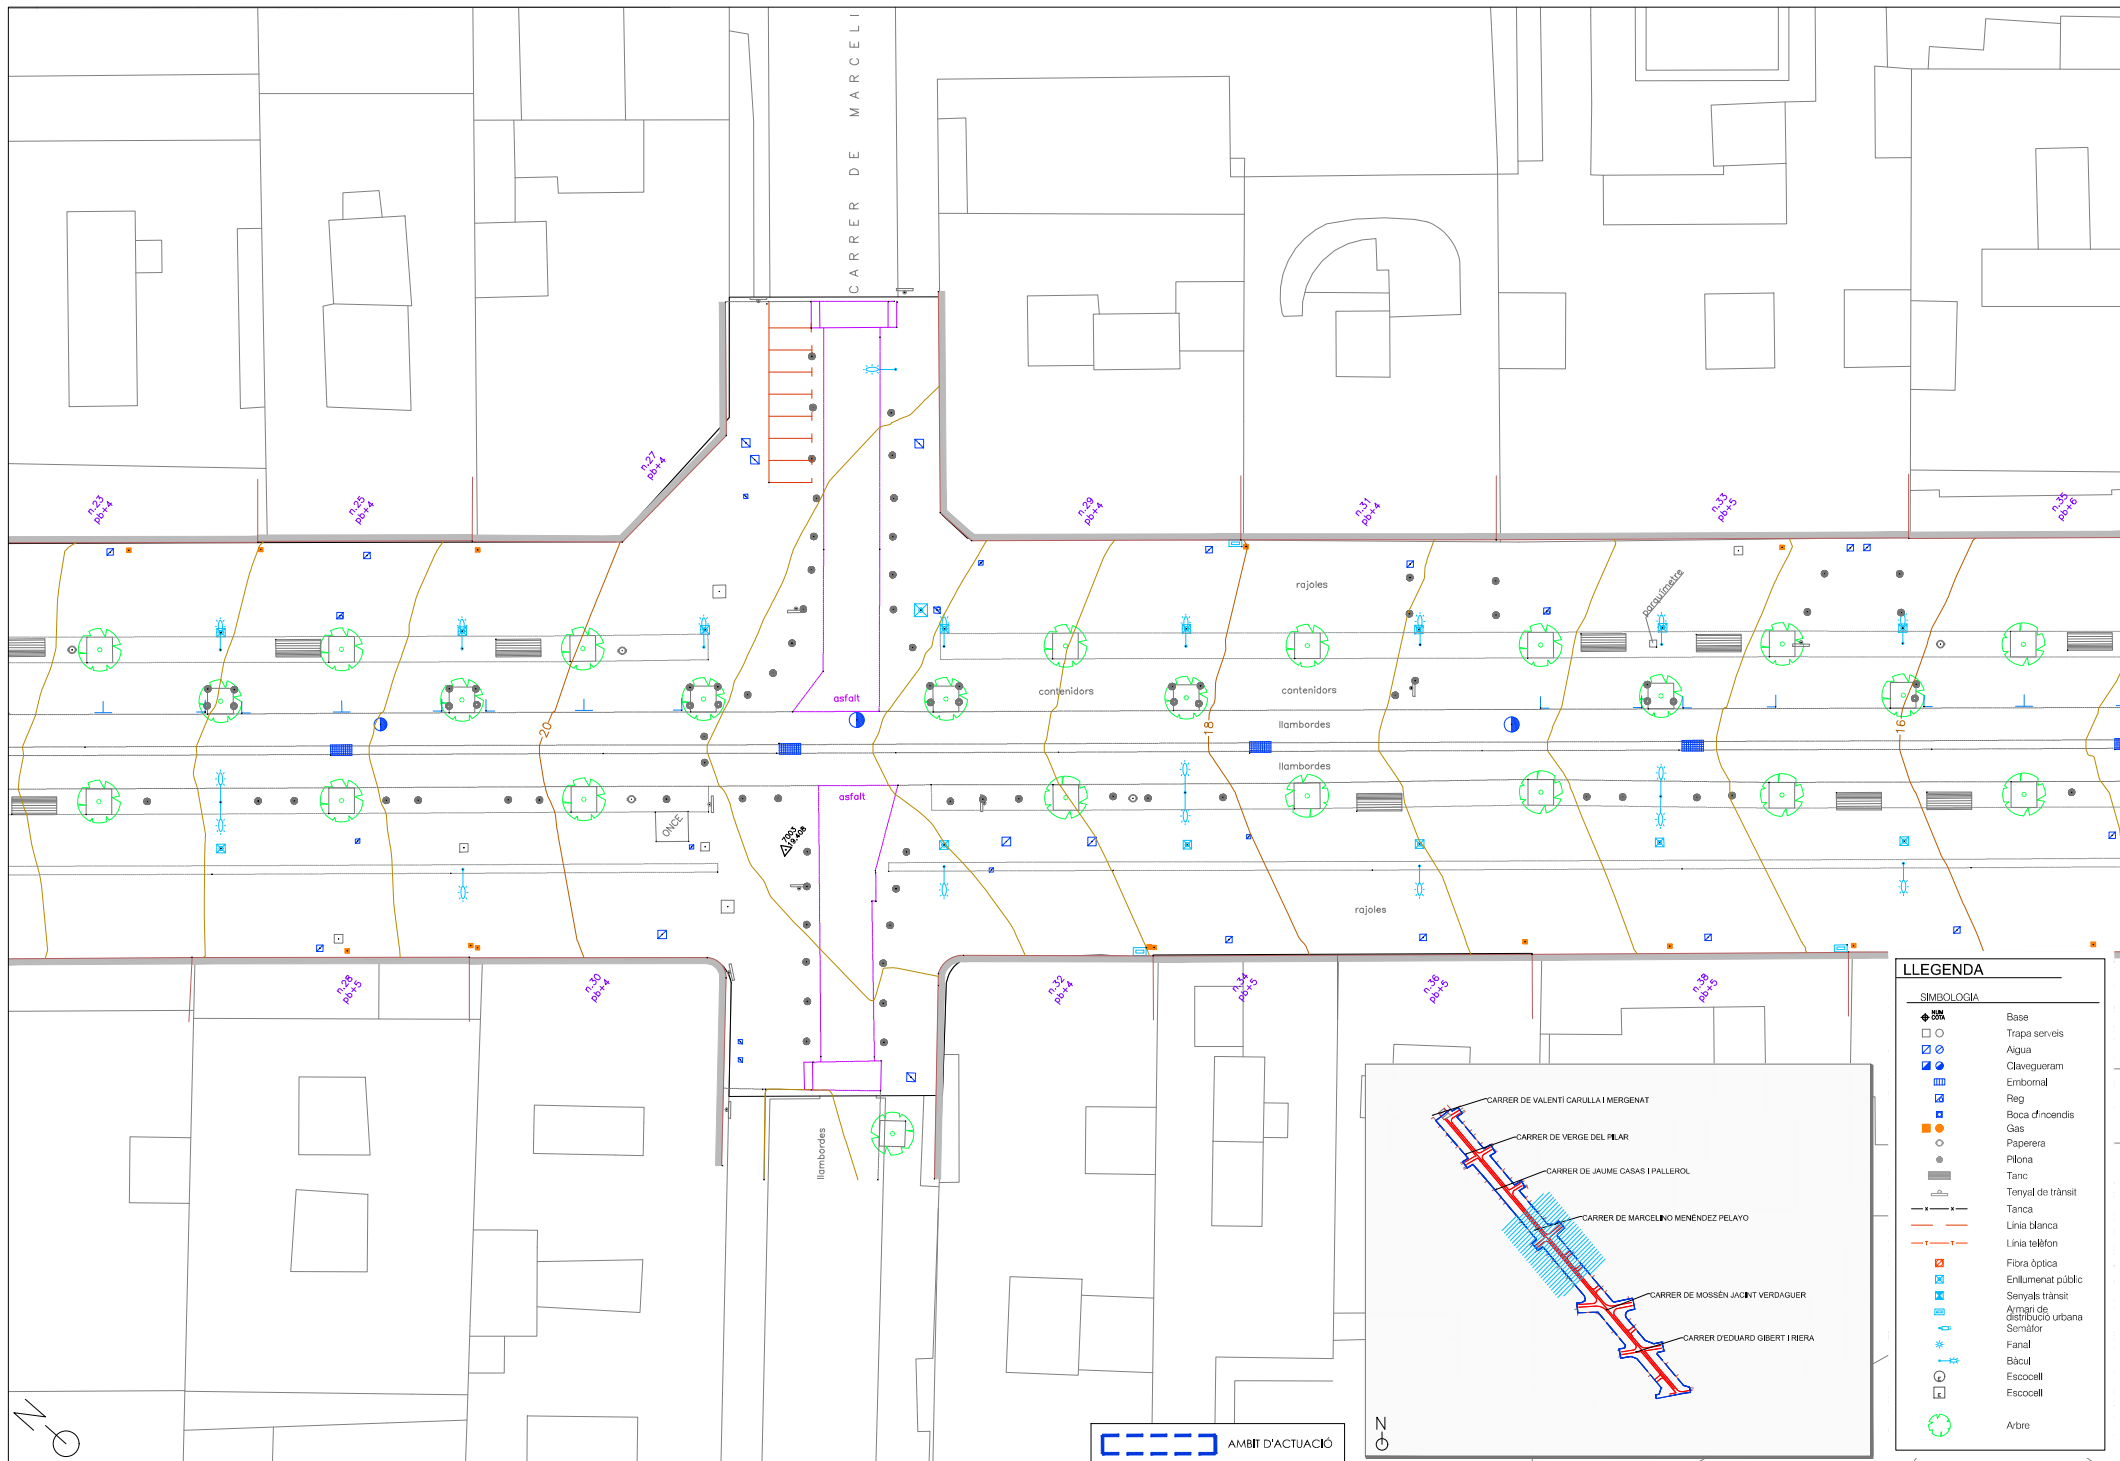 CARRER DE MARCELI
n.27
pb+4
n.23
pb+4
n.25
pb+4
n.29
pb+4
n.31
pb+4
n.33
pb+5
n.35
pb+6
rajoles
parquímetre
contenidors
contenidors
asfalt
llambordes
20
18
16
llambordes
asfalt
ONCE
7003
19.408
rajoles
n.28
pb+5
n.30
pb+4
n.32
pb+4
n.34
pb+5
n.36
pb+5
n.38
pb+5
llambordes
LLEGENDA
SIMBOLOGIA
NUM
COTA
Base
Trapa serveis
Aigua
Clavegueram
Embornal
Reg
Boca d'incendis
Gas
Paperera
Pilona
Tanc
Tenyal de trànsit
Tanca
Línia blanca
T T Línia telèfon
Fibra òptica
Enllumenat públic
Senyals trànsit
Armari de
distribució urbana
Semàfor
Fanal
Bàcul
E Escocell
E Escocell
Arbre
CARRER DE VALENTÍ CARULLA I MERGENAT
CARRER DE VERGE DEL PILAR
CARRER DE JAUME CASAS I PALLEROL
CARRER DE MARCELINO MENÉNDEZ PELAYO
CARRER DE MOSSÈN JACINT VERDAGUER
CARRER D'EDUARD GIBERT I RIERA
N
N
AMBIT D'ACTUACIÓ